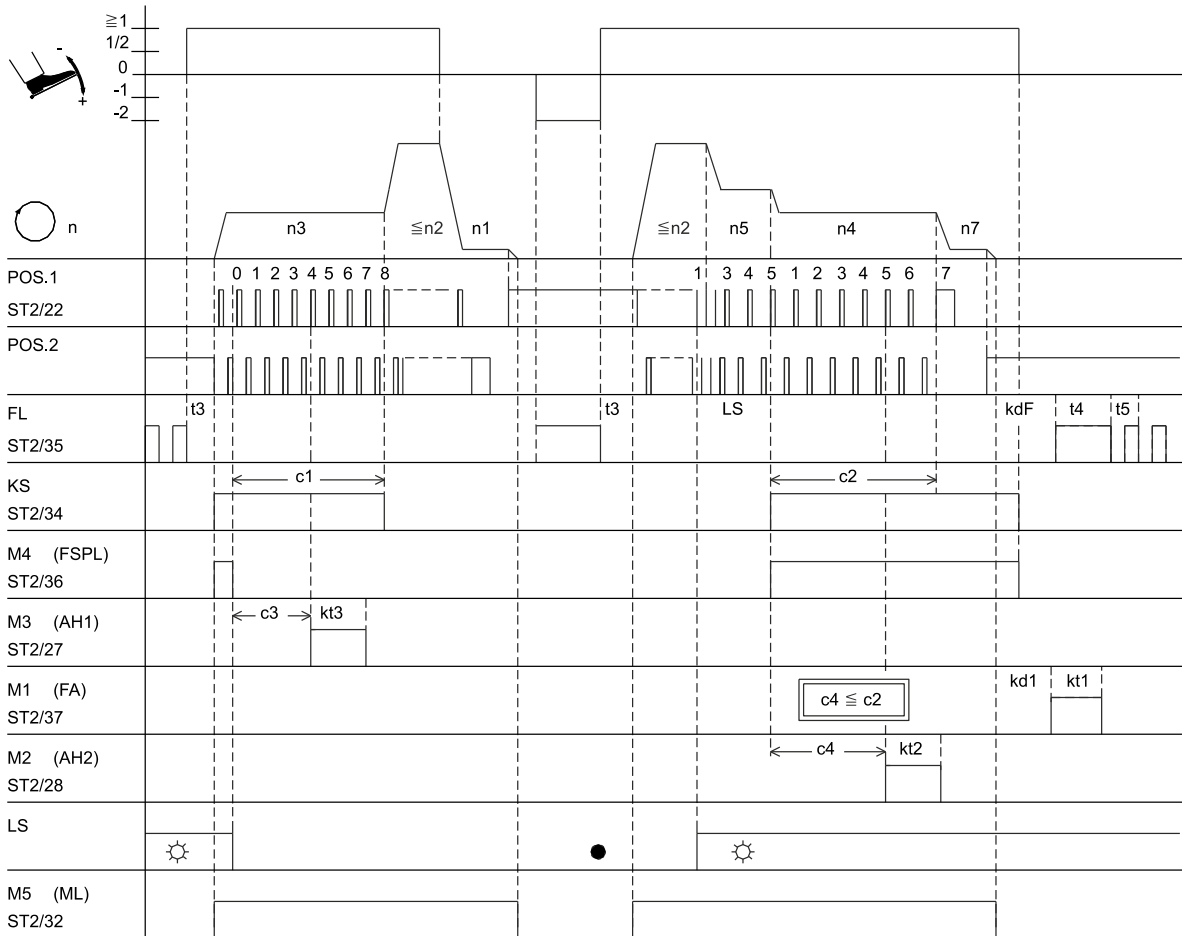 ≧1
1/2
0
-1
-2
-
+
n
n3
≦n2
n1
≦n2
n5
n4
n7
POS.1
ST2/22
0 1 2 3 4 5 6 7 8
1 3 4 5 1 2 3 4 5 6 7
POS.2
FL
ST2/35
t3
t3
LS
kdF
t4
t5
KS
ST2/34
c1
c2
M4 (FSPL)
ST2/36
M3 (AH1)
ST2/27
c3
kt3
M1 (FA)
ST2/37
c4 ≦ c2
kd1
kt1
M2 (AH2)
ST2/28
c4
kt2
LS
M5 (ML)
ST2/32